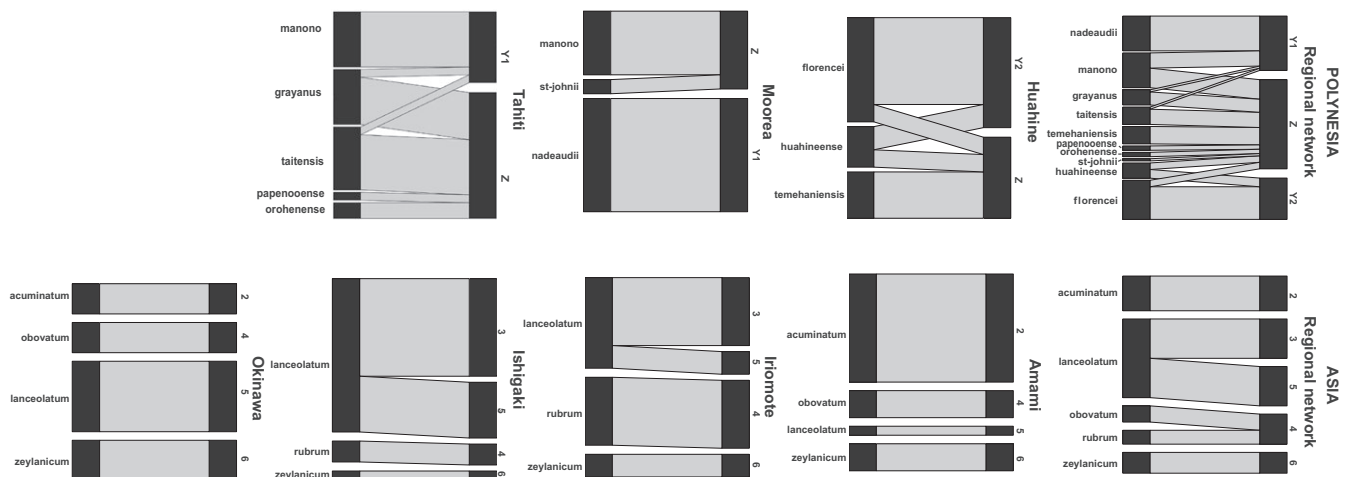 manono
grayanus
taitensis
papenooense
orohenense
Y1
Z
Tahiti
manono
st-johnii
nadeaudii
Z
Y1
Moorea
florencei
huahineense
temehaniensis
Y2
Z
Huahine
nadeaudii
manono
grayanus
taitensis
temehaniensis
papenooense
orohenense
st-johnii
huahineense
florencei
Y1
Z
Y2
Regional network
POLYNESIA
acuminatum
obovatum
lanceolatum
zeylanicum
2
4
5
6
Okinawa
lanceolatum
rubrum
zeylanicum
3
5
4
6
Ishigaki
lanceolatum
rubrum
zeylanicum
3
5
4
6
Iriomote
acuminatum
obovatum
lanceolatum
zeylanicum
2
4
5
6
Amami
acuminatum
lanceolatum
obovatum
rubrum
zeylanicum
2
3
5
4
6
Regional network
ASIA